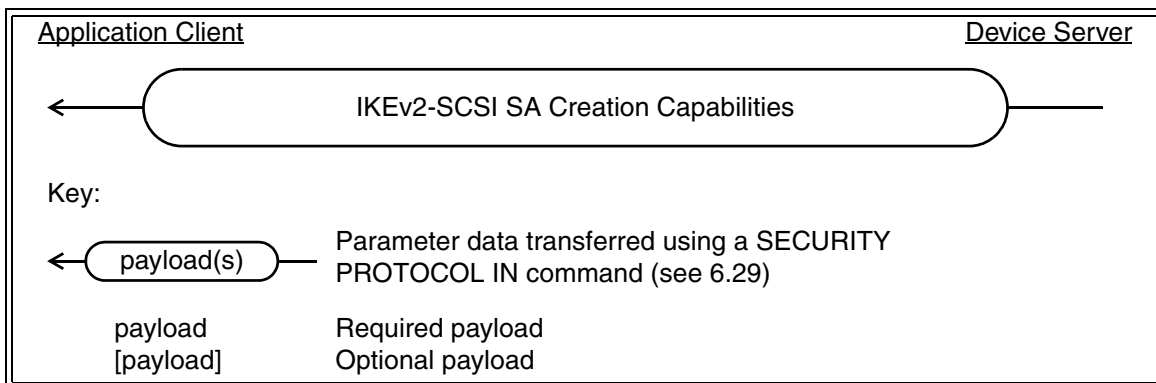 Application Client Device Server
IKEv2-SCSI SA Creation Capabilities
Key:
payload(s) Parameter data transferred using a SECURITY
PROTOCOL IN command (see 6.29)
payload Required payload
[payload] Optional payload